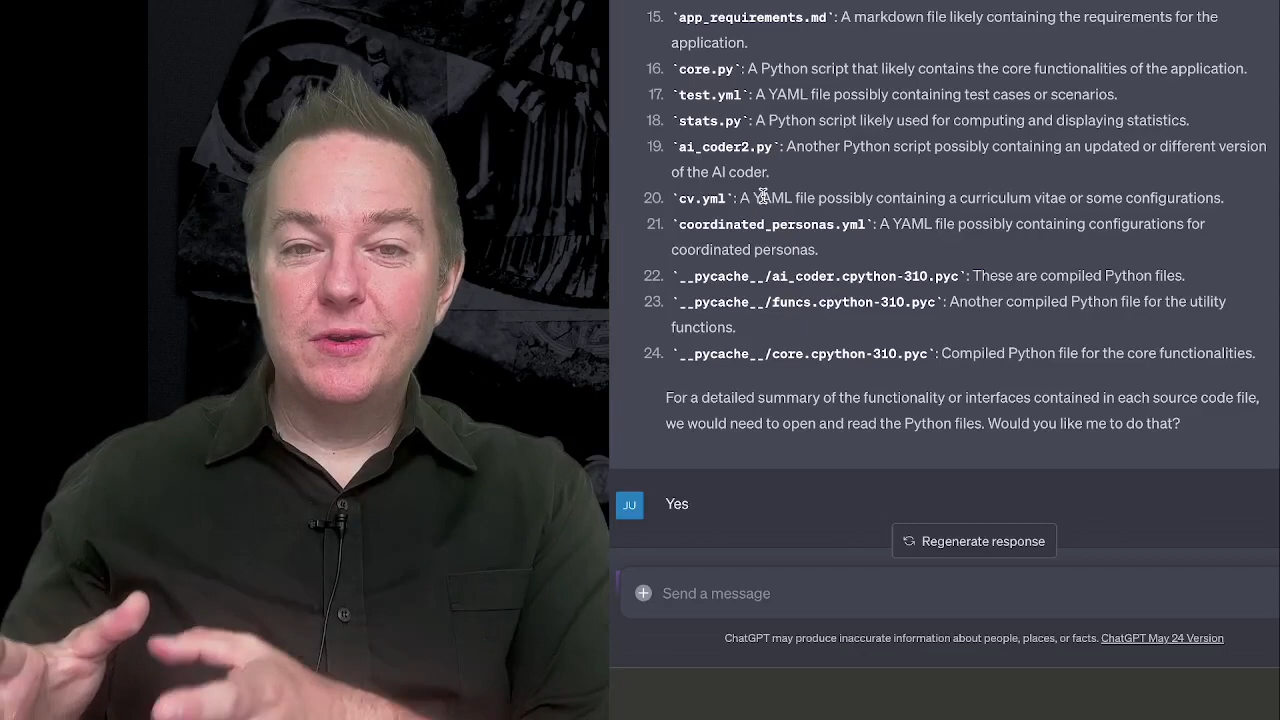 15. `app_requirements.md`: A markdown file likely containing the requirements for the
application.
16. `core.py`: A Python script that likely contains the core functionalities of the application.
17. `test.yml`: A YAML file possibly containing test cases or scenarios.
18. `stats.py`: A Python script likely used for computing and displaying statistics.
19. `ai_coder2.py`: Another Python script possibly containing an updated or different version
of the AI coder.
20. `cv.yml`: A YAML file possibly containing a curriculum vitae or some configurations.
21. `coordinated_personas.yml`: A YAML file possibly containing configurations for
coordinated personas.
22. `__pycache__/ai_coder.cpython-310.pyc`: These are compiled Python files.
23. `__pycache__/funcs.cpython-310.pyc`: Another compiled Python file for the utility
functions.
24. `__pycache__/core.cpython-310.pyc`: Compiled Python file for the core functionalities.
For a detailed summary of the functionality or interfaces contained in each source code file,
we would need to open and read the Python files. Would you like me to do that?
JU Yes
Regenerate response
Send a message
ChatGPT may produce inaccurate information about people, places, or facts. ChatGPT May 24 Version